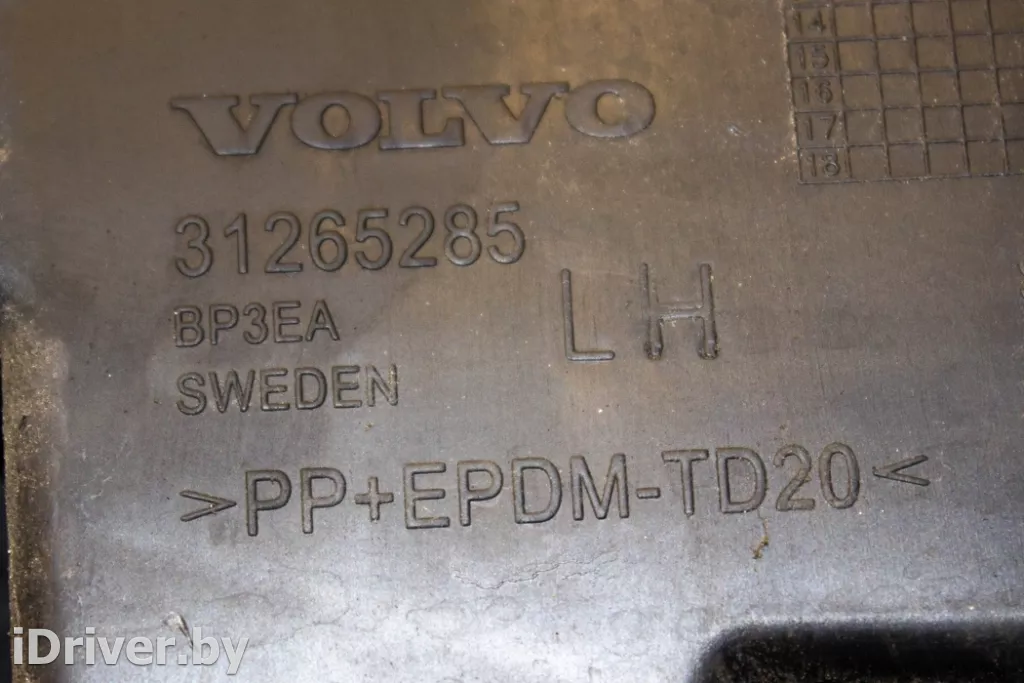 VOLVO
14
15
16
17
18
31265285
BP3EA
LH
SWEDEN
>PP+EPDM-TD20<
iDriver.by